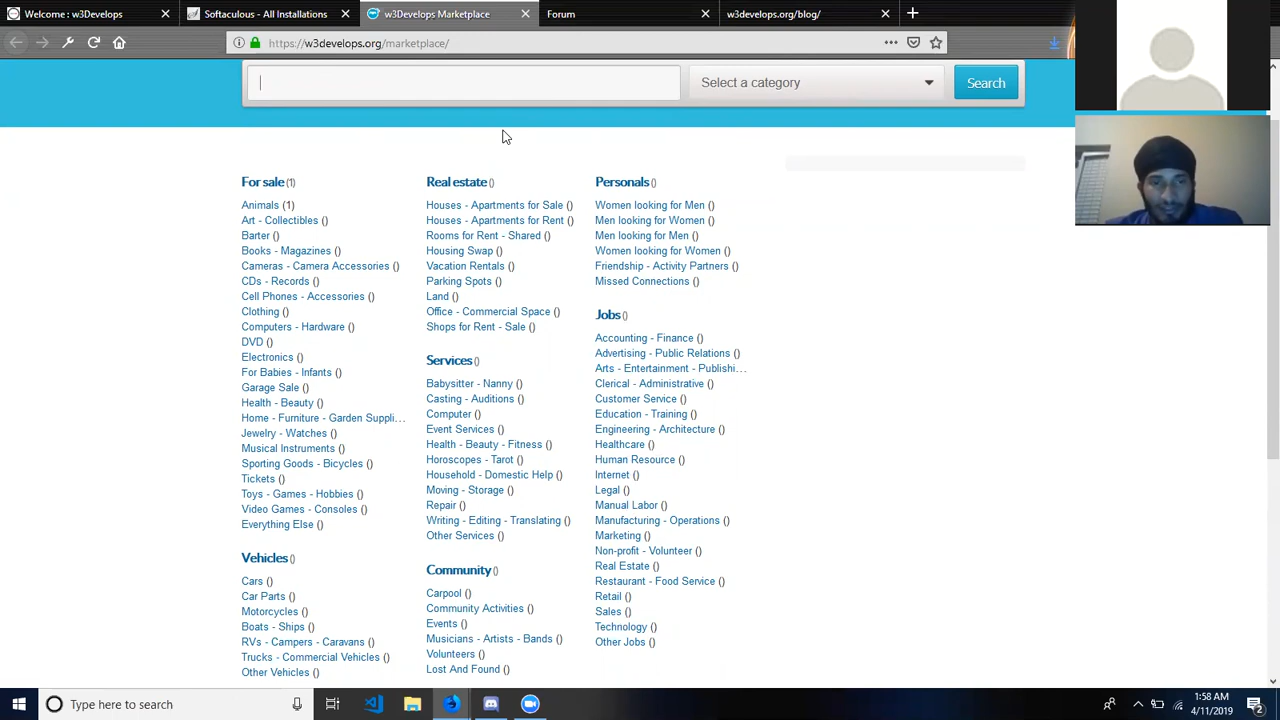 Welcome : w3Develops
Softaculous - All Installations
w3Develops Marketplace
Forum
w3develops.org/blog/
https://w3develops.org/marketplace/
Select a category
Search
For sale (1)
Animals (1)
Art - Collectibles ()
Barter ()
Books - Magazines ()
Cameras - Camera Accessories ()
CDs - Records ()
Cell Phones - Accessories ()
Clothing ()
Computers - Hardware ()
DVD ()
Electronics ()
For Babies - Infants ()
Garage Sale ()
Health - Beauty ()
Home - Furniture - Garden Suppli...
Jewelry - Watches ()
Musical Instruments ()
Sporting Goods - Bicycles ()
Tickets ()
Toys - Games - Hobbies ()
Video Games - Consoles ()
Everything Else ()
Vehicles ()
Cars ()
Car Parts ()
Motorcycles ()
Boats - Ships ()
RVs - Campers - Caravans ()
Trucks - Commercial Vehicles ()
Other Vehicles ()
Real estate ()
Houses - Apartments for Sale ()
Houses - Apartments for Rent ()
Rooms for Rent - Shared ()
Housing Swap ()
Vacation Rentals ()
Parking Spots ()
Land ()
Office - Commercial Space ()
Shops for Rent - Sale ()
Services ()
Babysitter - Nanny ()
Casting - Auditions ()
Computer ()
Event Services ()
Health - Beauty - Fitness ()
Horoscopes - Tarot ()
Household - Domestic Help ()
Moving - Storage ()
Repair ()
Writing - Editing - Translating ()
Other Services ()
Community ()
Carpool ()
Community Activities ()
Events ()
Musicians - Artists - Bands ()
Volunteers ()
Lost And Found ()
Personals ()
Women looking for Men ()
Men looking for Women ()
Men looking for Men ()
Women looking for Women ()
Friendship - Activity Partners ()
Missed Connections ()
Jobs ()
Accounting - Finance ()
Advertising - Public Relations ()
Arts - Entertainment - Publishi...
Clerical - Administrative ()
Customer Service ()
Education - Training ()
Engineering - Architecture ()
Healthcare ()
Human Resource ()
Internet ()
Legal ()
Manual Labor ()
Manufacturing - Operations ()
Marketing ()
Non-profit - Volunteer ()
Real Estate ()
Restaurant - Food Service ()
Retail ()
Sales ()
Technology ()
Other Jobs ()
Type here to search
1:58 AM
4/11/2019
2